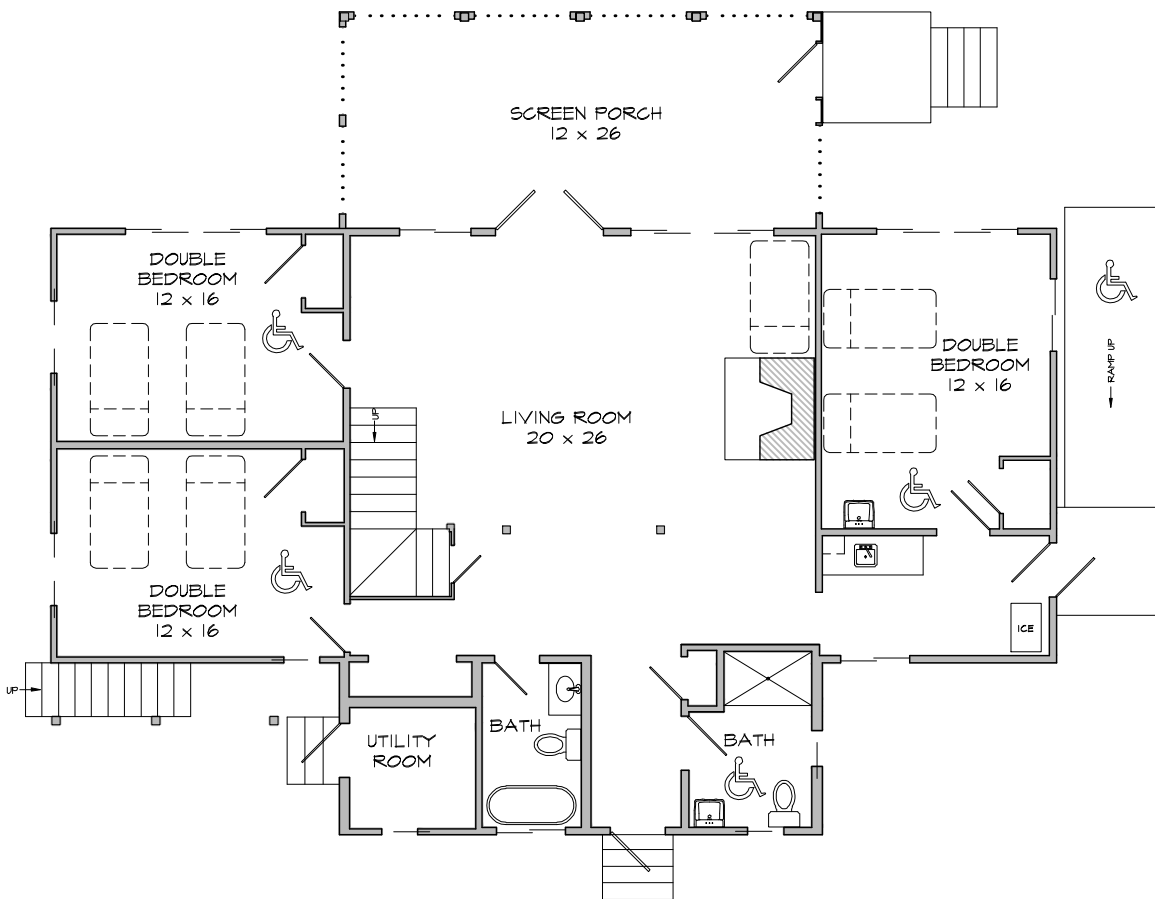 SCREEN PORCH
12 x 26
DOUBLE
BEDROOM
12 x 16
DOUBLE
BEDROOM
12 x 16
RAMP UP
UP
LIVING ROOM
20 x 26
DOUBLE
BEDROOM
12 x 16
ICE
UP
BATH
UTILITY
ROOM
BATH